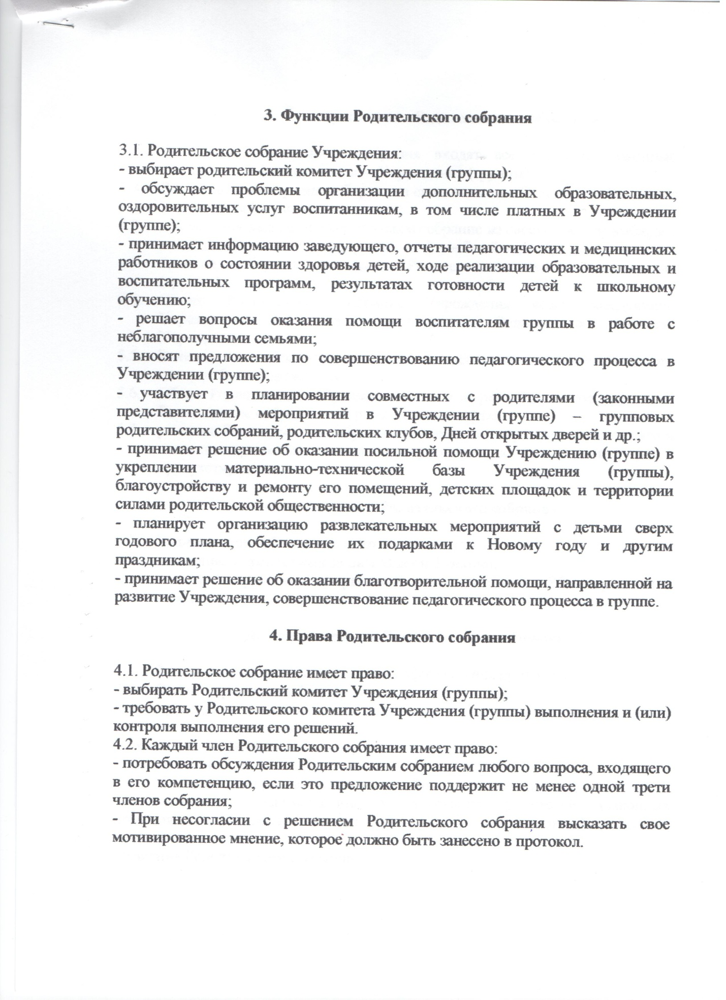 3. Функции Родительского собрания
3.1. Родительское собрание Учреждения:
- выбирает родительский комитет Учреждения (группы);
- обсуждает проблемы организации дополнительных образовательных,
оздоровительных услуг воспитанникам, в том числе платных в Учреждении
(группе);
- принимает информацию заведующего, отчеты педагогических и медицинских
работников о состоянии здоровья детей, ходе реализации образовательных и
воспитательных программ, результатах готовности детей к школьному
обучению;
- решает вопросы оказания помощи воспитателям группы в работе с
неблагополучными семьями;
- вносят предложения по совершенствованию педагогического процесса в
Учреждении (группе);
- участвует в планировании совместных с родителями (законными
представителями) мероприятий в Учреждении (группе) – групповых
родительских собраний, родительских клубов, Дней открытых дверей и др.;
- принимает решение об оказании посильной помощи Учреждению (группе) в
укреплении материально-технической базы Учреждения (группы),
благоустройству и ремонту его помещений, детских площадок и территории
силами родительской общественности;
- планирует организацию развлекательных мероприятий с детьми сверх
годового плана, обеспечение их подарками к Новому году и другим
праздникам;
- принимает решение об оказании благотворительной помощи, направленной на
развитие Учреждения, совершенствование педагогического процесса в группе.
4. Права Родительского собрания
4.1. Родительское собрание имеет право:
- выбирать Родительский комитет Учреждения (группы);
- требовать у Родительского комитета Учреждения (группы) выполнения и (или)
контроля выполнения его решений.
4.2. Каждый член Родительского собрания имеет право:
- потребовать обсуждения Родительским собранием любого вопроса, входящего
в его компетенцию, если это предложение поддержит не менее одной трети
членов собрания;
- При несогласии с решением Родительского собрания высказать свое
мотивированное мнение, которое должно быть занесено в протокол.